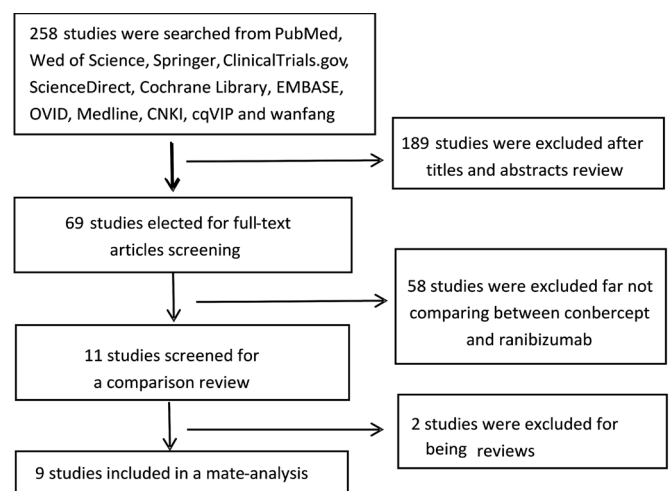 258 studies were searched from PubMed,
Wed of Science, Springer, ClinicalTrials.gov,
ScienceDirect, Cochrane Library, EMBASE,
OVID, Medline, CNKI, cqVIP and wanfang
189 studies were excluded after
titles and abstracts review
69 studies elected for full-text
articles screening
58 studies were excluded far not
comparing between conbercept
and ranibizumab
11 studies screened for
a comparison review
2 studies were excluded for
being reviews
9 studies included in a mate-analysis